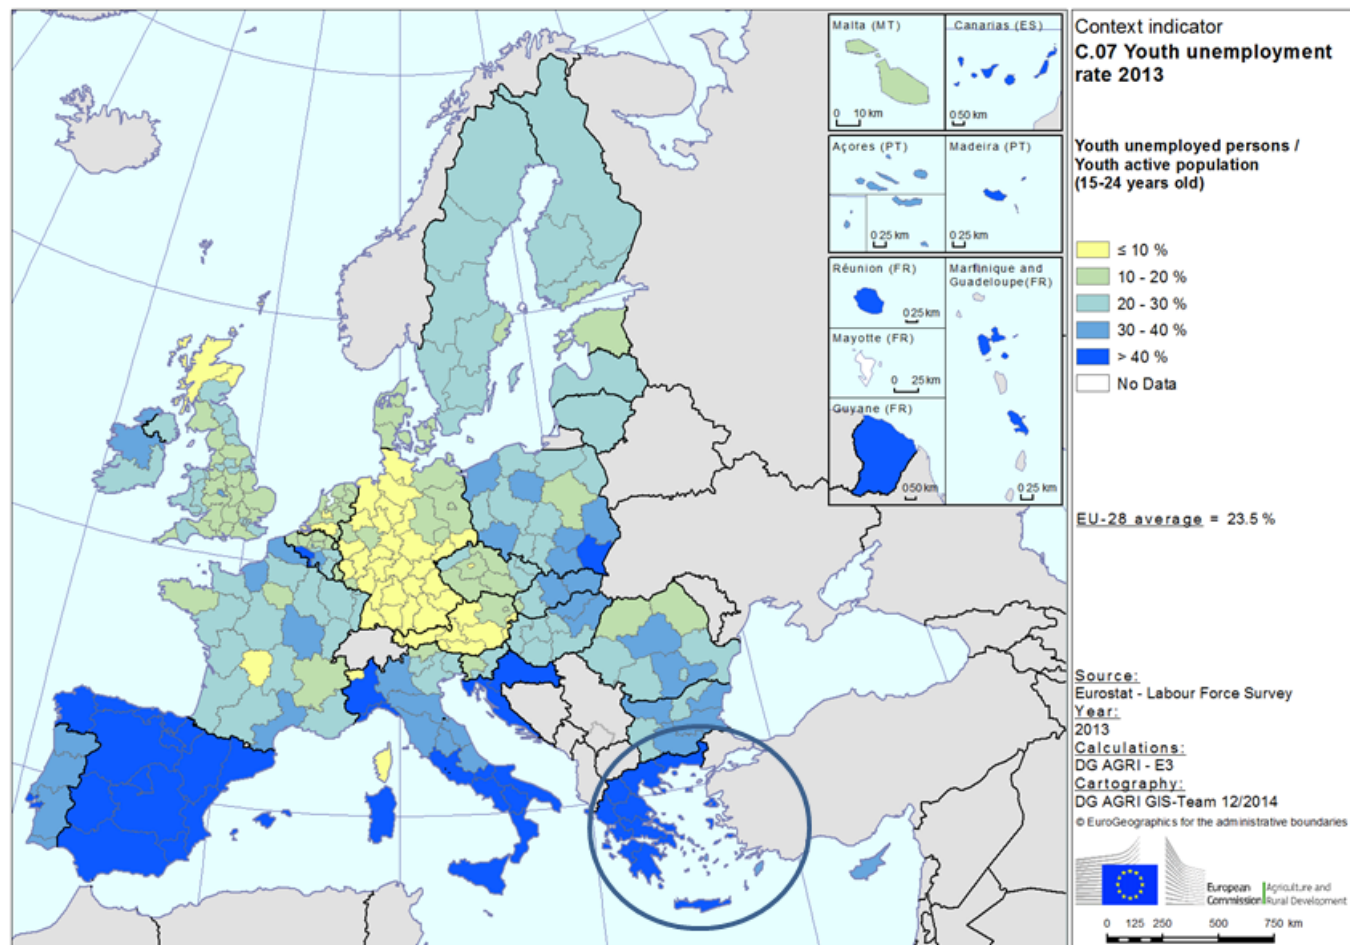 Malta (MT)
0 10 km
Canarias (ES)
0 50 km
Açores (PT)
0 25 km
Madeira (PT)
0 25 km
Réunion (FR)
0 25 km
Martinique and
Guadeloupe(FR)
0 25 km
Mayotte (FR)
0 25 km
Guyane (FR)
0 50 km
Context indicator
C.07 Youth unemployment
rate 2013
Youth unemployed persons /
Youth active population
(15-24 years old)
≤ 10 %
10 - 20 %
20 - 30 %
30 - 40 %
> 40 %
No Data
EU-28 average = 23.5 %
Source:
Eurostat - Labour Force Survey
Year:
2013
Calculations:
DG AGRI - E3
Cartography:
DG AGRI GIS-Team 12/2014
© EuroGeographics for the administrative boundaries
European
Commission
Agriculture and
Rural Development
0 125 250 500 750 km